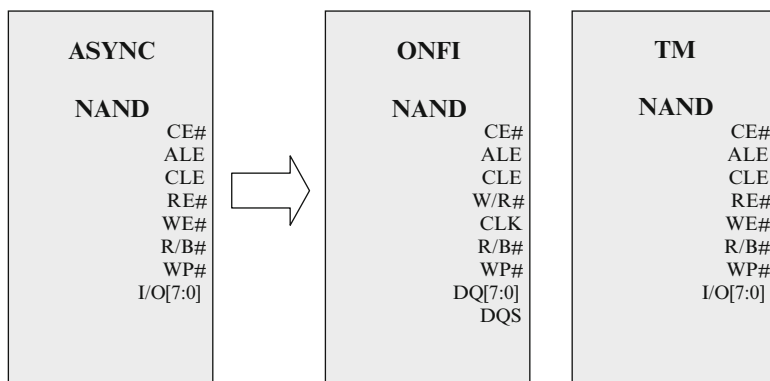 ASYNC
NAND
CE#
ALE
CLE
RE#
WE#
R/B#
WP#
I/O[7:0]
ONFI
NAND
CE#
ALE
CLE
W/R#
CLK
R/B#
WP#
DQ[7:0]
DQS
TM
NAND
CE#
ALE
CLE
RE#
WE#
R/B#
WP#
I/O[7:0]